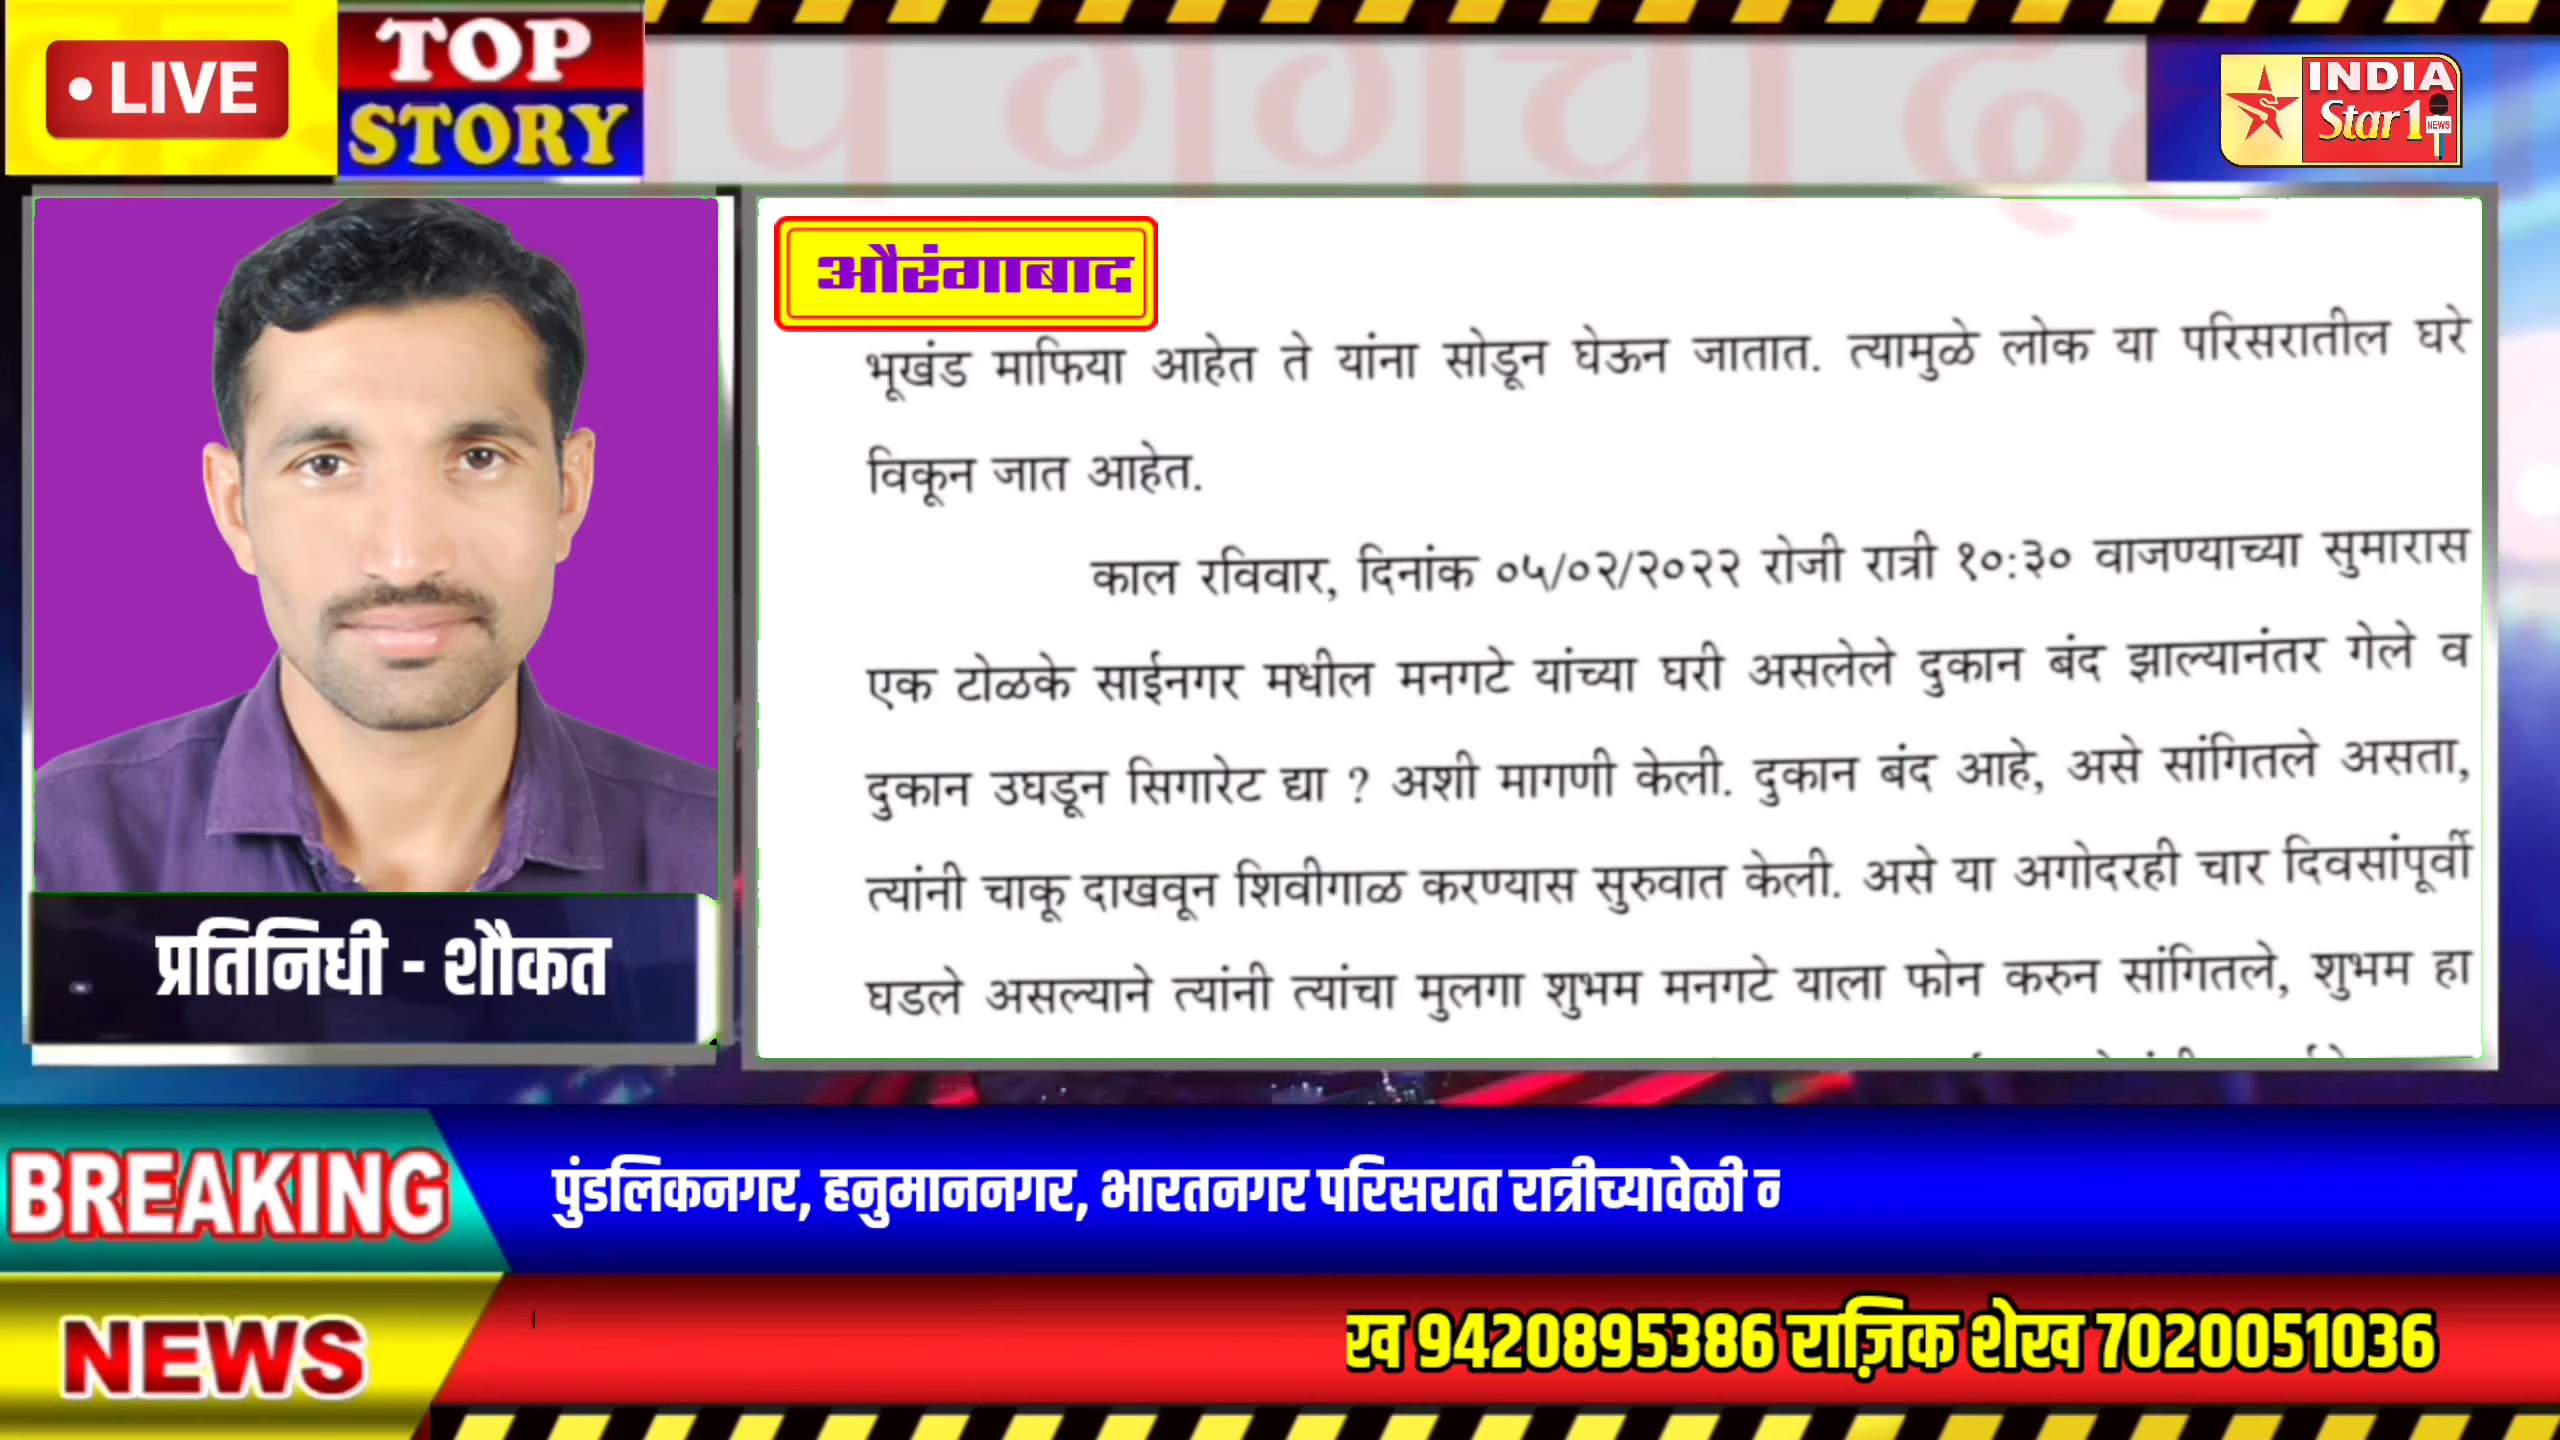 LIVE
TOP
STORY
INDIA
Star1
NEWS
औरंगाबाद
भूखंड माफिया आहेत ते यांना सोडून घेऊन जातात. त्यामुळे लोक या परिसरातील घरे
विकून जात आहेत.
काल रविवार, दिनांक ०५/०२/२०२२ रोजी रात्री १०:३० वाजण्याच्या सुमारास
एक टोळके साईनगर मधील मनगटे यांच्या घरी असलेले दुकान बंद झाल्यानंतर गेले व
दुकान उघडून सिगारेट द्या ? अशी मागणी केली. दुकान बंद आहे, असे सांगितले असता,
त्यांनी चाकू दाखवून शिवीगाळ करण्यास सुरुवात केली. असे या अगोदरही चार दिवसांपूर्वी
घडले असल्याने त्यांनी त्यांचा मुलगा शुभम मनगटे याला फोन करुन सांगितले, शुभम हा
प्रतिनिधी - शौकत
BREAKING
पुंडलिकनगर, हनुमाननगर, भारतनगर परिसरात रात्रीच्यावेळी
NEWS
ख 9420895386 राज़िक शेख 7020051036